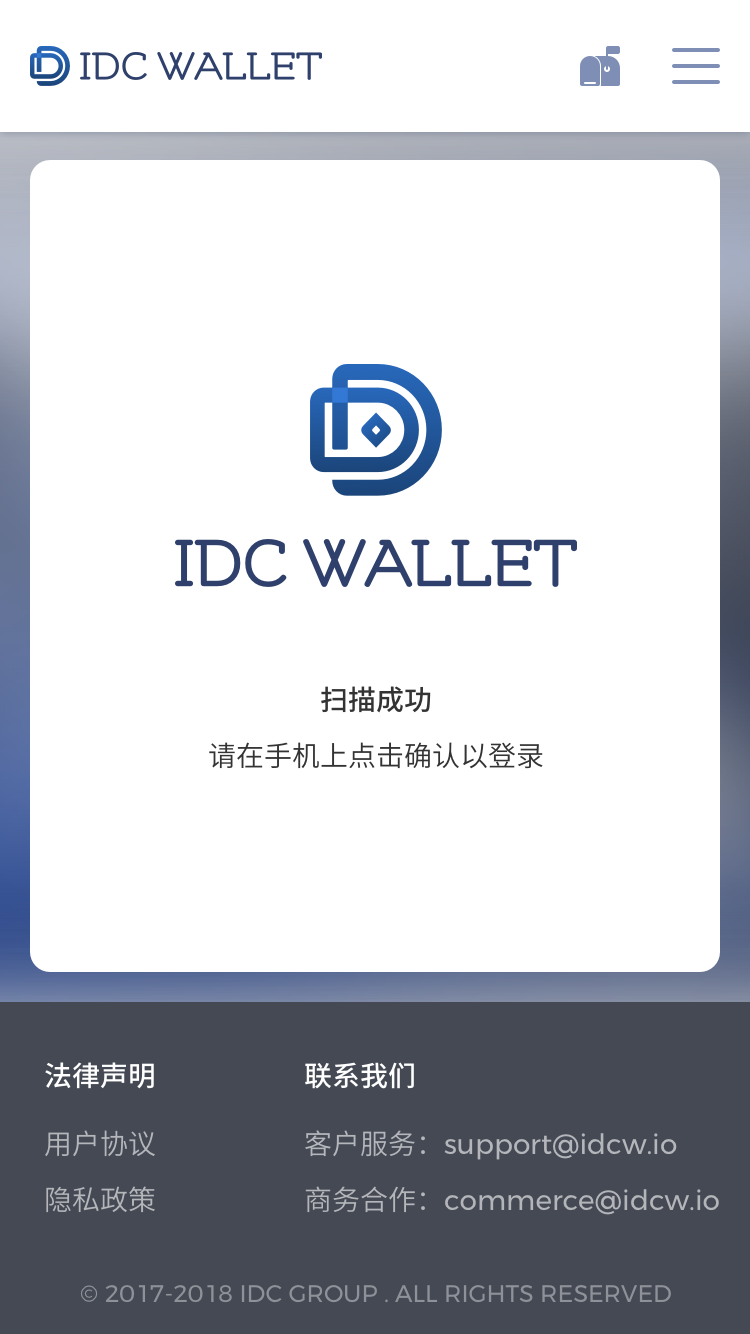 IDC WALLET
IDC WALLET
扫描成功
请在手机上点击确认以登录
法律声明
联系我们
用户协议
客户服务：support@idcw.io
隐私政策
商务合作：commerce@idcw.io
© 2017-2018 IDC GROUP . ALL RIGHTS RESERVED